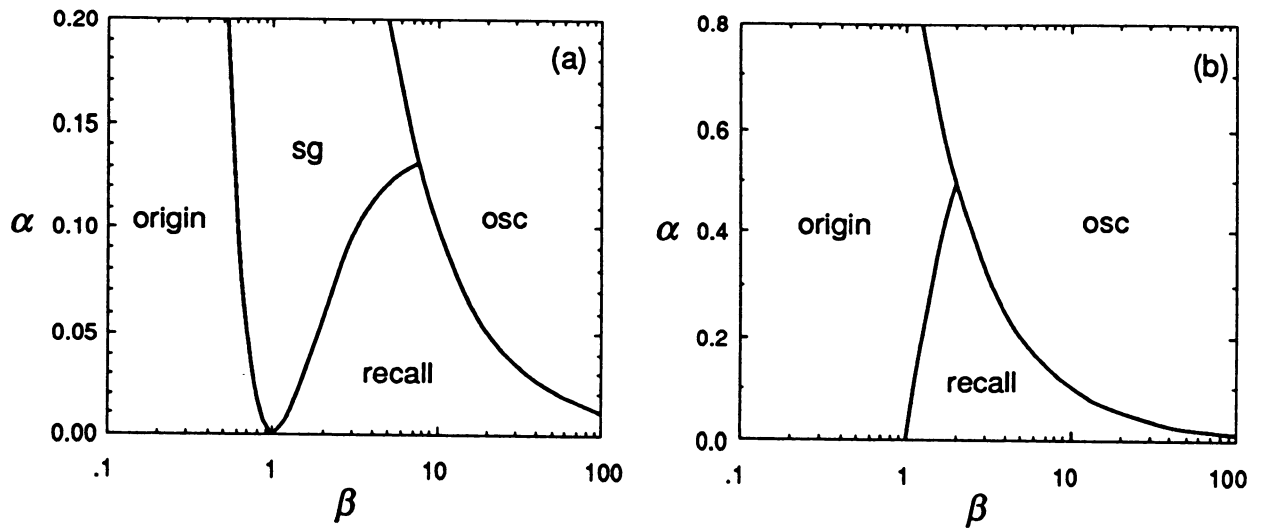 0.20
(a)
0.15
sg
α
0.10
origin
osc
0.05
recall
0.00
.1
1
10
100
β
0.8
(b)
0.6
α
0.4
origin
osc
0.2
recall
0.0
.1
1
10
100
β